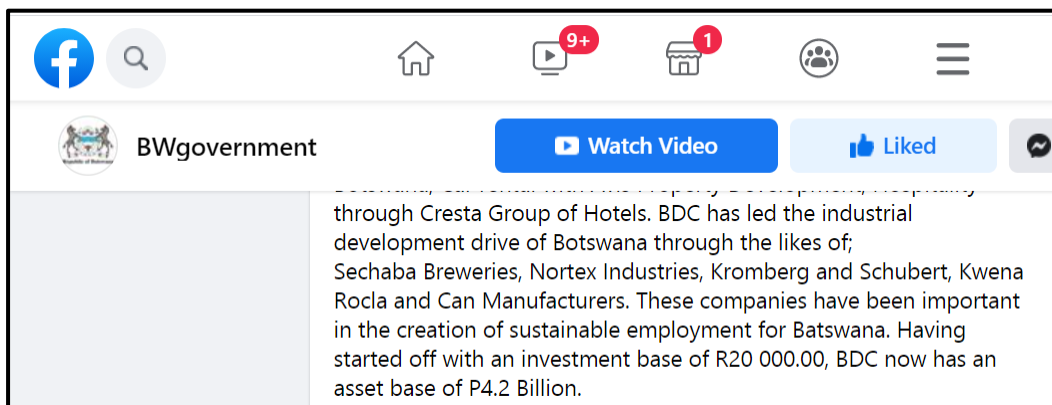 9+
1
BWgovernment
Watch Video
Liked
through Cresta Group of Hotels. BDC has led the industrial
development drive of Botswana through the likes of;
Sechaba Breweries, Nortex Industries, Kromberg and Schubert, Kwena
Rocla and Can Manufacturers. These companies have been important
in the creation of sustainable employment for Batswana. Having
started off with an investment base of R20 000.00, BDC now has an
asset base of P4.2 Billion.